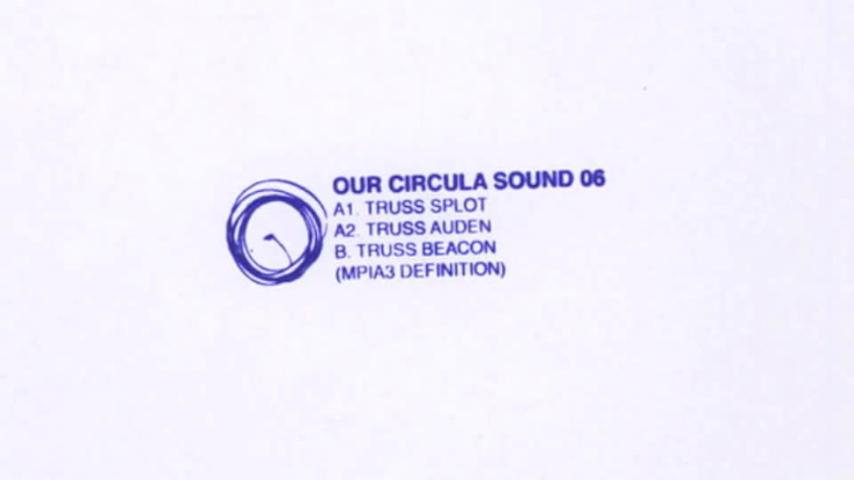 OUR CIRCULA SOUND 06
A1. TRUSS SPLOT
A2. TRUSS AUDEN
B. TRUSS BEACON
(MPIA3 DEFINITION)